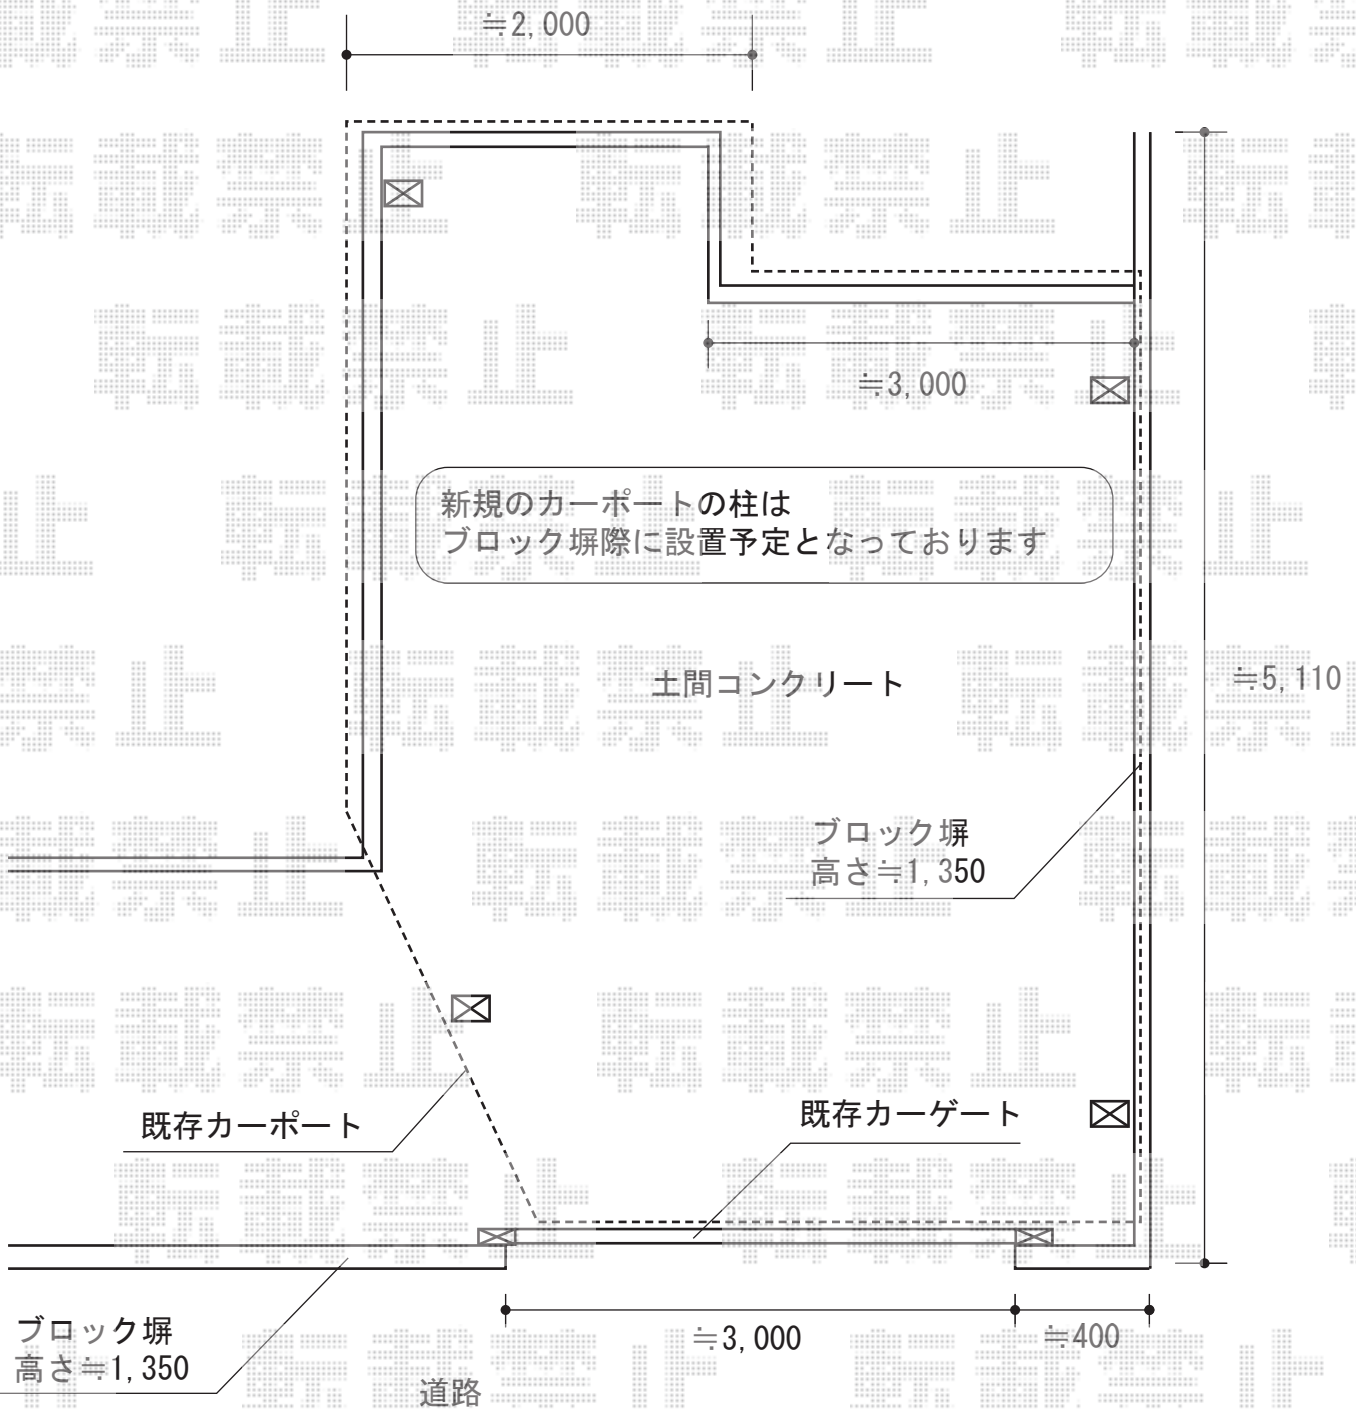 ≒2,000
≒3,000
新規のカーポートの柱は
ブロック塀際に設置予定となっております
土間コンクリート
≒5,110
ブロック塀
高さ≒1,350
既存カーポート
既存カーゲート
ブロック塀
高さ≒1,350
≒3,000
≒400
道路
転載禁止